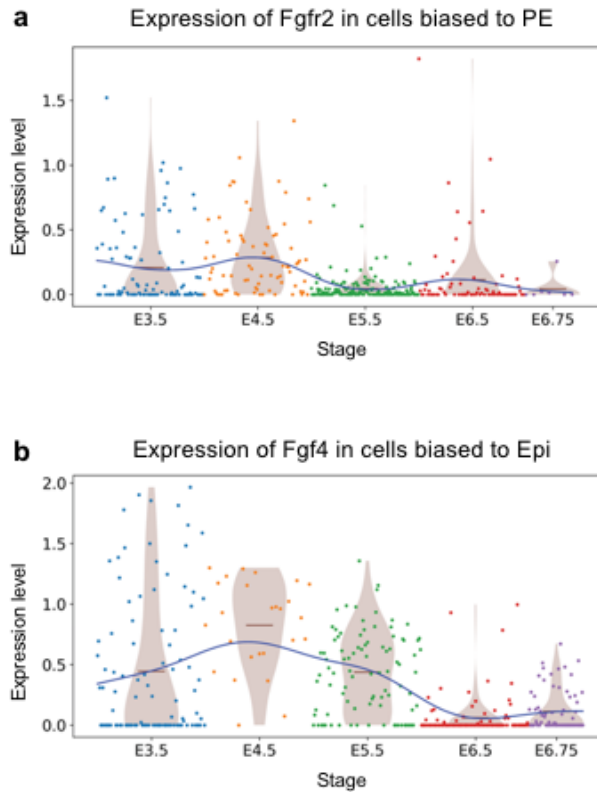 a Expression of Fgfr2 in cells biased to PE
Expression level
1.5
1.0
0.5
0.0
E3.5 E4.5 E5.5 E6.5 E6.75
Stage
b Expression of Fgf4 in cells biased to Epi
Expression level
2.0
1.5
1.0
0.5
0.0
E3.5 E4.5 E5.5 E6.5 E6.75
Stage